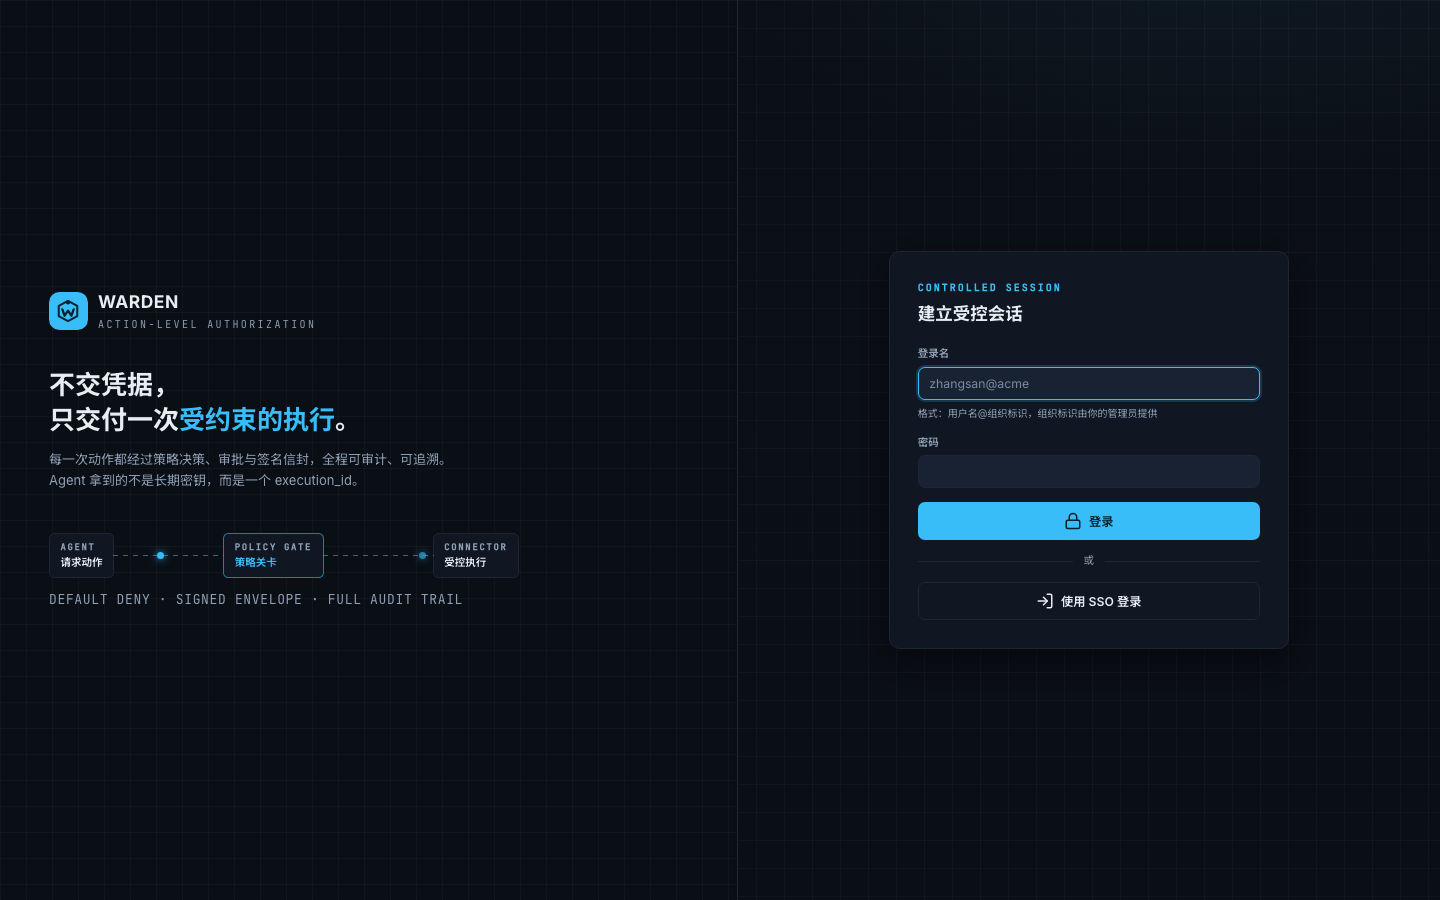 WARDEN
ACTION-LEVEL AUTHORIZATION
不交凭据，
只交付一次受约束的执行。
每一次动作都经过策略决策、审批与签名信封，全程可审计、可追溯。
Agent 拿到的不是长期密钥，而是一个 execution_id。
AGENT
请求动作
POLICY GATE
策略关卡
CONNECTOR
受控执行
DEFAULT DENY · SIGNED ENVELOPE · FULL AUDIT TRAIL
CONTROLLED SESSION
建立受控会话
登录名
zhangsan@acme
格式：用户名@组织标识，组织标识由你的管理员提供
密码
登录
或
使用 SSO 登录